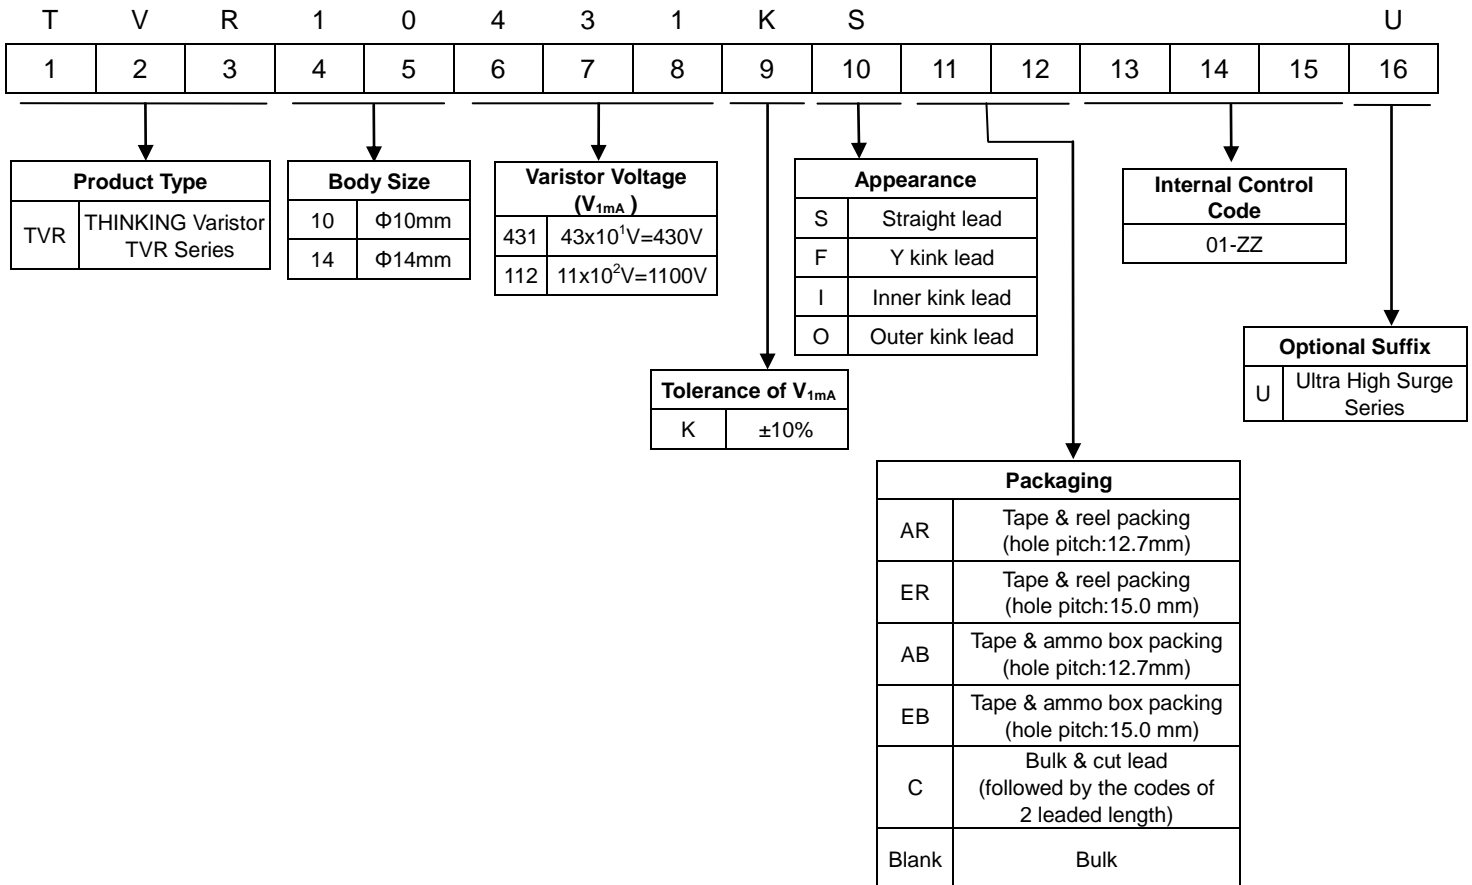 T V R 1 0 4 3 1 K S U
1 2 3 4 5 6 7 8 9 10 11 12 13 14 15 16
Product Type
TVR THINKING Varistor
TVR Series
Body Size
10 Φ10mm
14 Φ14mm
Varistor Voltage
(V1mA )
431 43x10¹V=430V
112 11x10²V=1100V
Appearance
S Straight lead
F Y kink lead
I Inner kink lead
O Outer kink lead
Internal Control
Code
01-ZZ
Optional Suffix
U Ultra High Surge
Series
Tolerance of V1mA
K ±10%
Packaging
AR Tape & reel packing
(hole pitch:12.7mm)
ER Tape & reel packing
(hole pitch:15.0 mm)
AB Tape & ammo box packing
(hole pitch:12.7mm)
EB Tape & ammo box packing
(hole pitch:15.0 mm)
C Bulk & cut lead
(followed by the codes of
2 leaded length)
Blank Bulk